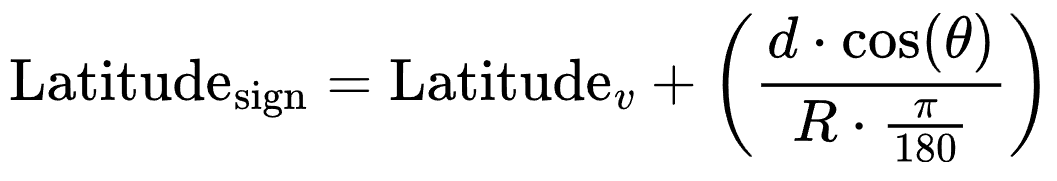 Latitude_sign = Latitude_v + ( d · cos(θ) / R · π/180 )